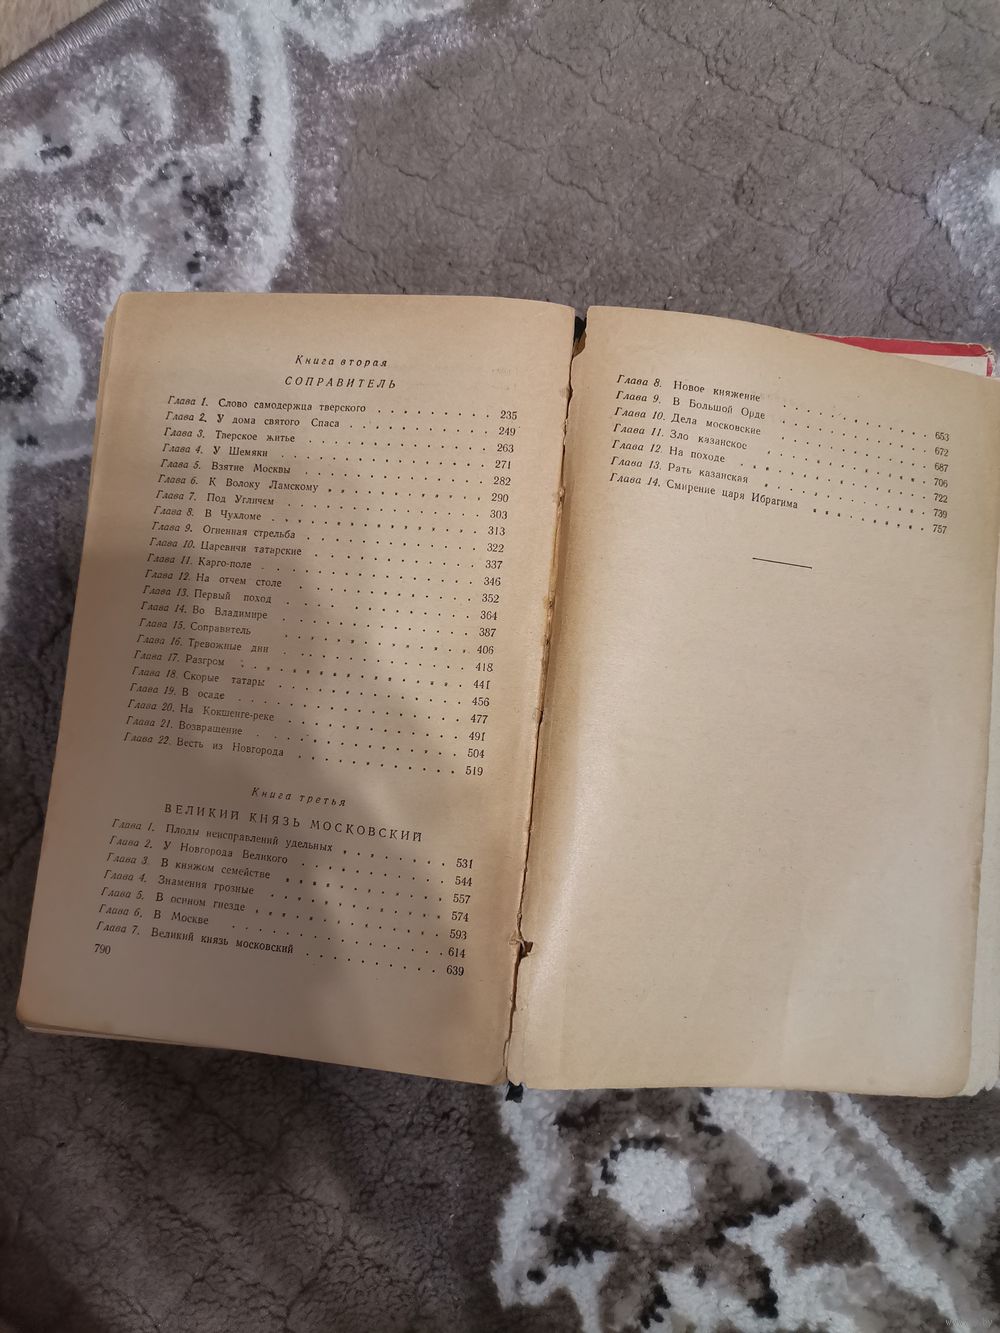 Книга вторая
СОПРАВИТЕЛЬ
Глава 1. Слово самодержца тверского . . . . . . . . 235
Глава 2. У дома святого Спаса . . . . . . . . 249
Глава 3. Тверское житье . . . . . . . . 263
Глава 4. У Шемяки . . . . . . . . 271
Глава 5. Взятие Москвы . . . . . . . . 282
Глава 6. К Волоку Ламскому . . . . . . . . 290
Глава 7. Под Угличем . . . . . . . . 303
Глава 8. В Чухломе . . . . . . . . 313
Глава 9. Огненная стрельба . . . . . . . . 322
Глава 10. Царевичи татарские . . . . . . . . 337
Глава 11. Карго-поле . . . . . . . . 346
Глава 12. На отчем столе . . . . . . . . 352
Глава 13. Первый поход . . . . . . . . 364
Глава 14. Во Владимире . . . . . . . . 387
Глава 15. Соправитель . . . . . . . . 406
Глава 16. Тревожные дни . . . . . . . . 418
Глава 17. Разгром . . . . . . . . 441
Глава 18. Скорые татары . . . . . . . . 456
Глава 19. В осаде . . . . . . . . 477
Глава 20. На Кокшенге-реке . . . . . . . . 491
Глава 21. Возвращение . . . . . . . . 504
Глава 22. Весть из Новгорода . . . . . . . . 519
Книга третья
ВЕЛИКИЙ КНЯЗЬ МОСКОВСКИЙ
Глава 1. Плоды неисправлений удельных . . . . . . . . 531
Глава 2. У Новгорода Великого . . . . . . . . 544
Глава 3. В княжом семействе . . . . . . . . 557
Глава 4. Знамения грозные . . . . . . . . 574
Глава 5. В осином гнезде . . . . . . . . 593
Глава 6. В Москве . . . . . . . . 614
Глава 7. Великий князь московский . . . . . . . . 639
790
Глава 8. Новое княжение . . . . . . . . 653
Глава 9. В Большой Орде . . . . . . . . 672
Глава 10. Дела московские . . . . . . . . 687
Глава 11. Зло казанское . . . . . . . . 706
Глава 12. На походе . . . . . . . . 722
Глава 13. Рать казанская . . . . . . . . 739
Глава 14. Смирение царя Ибрагима . . . . . . . . 757